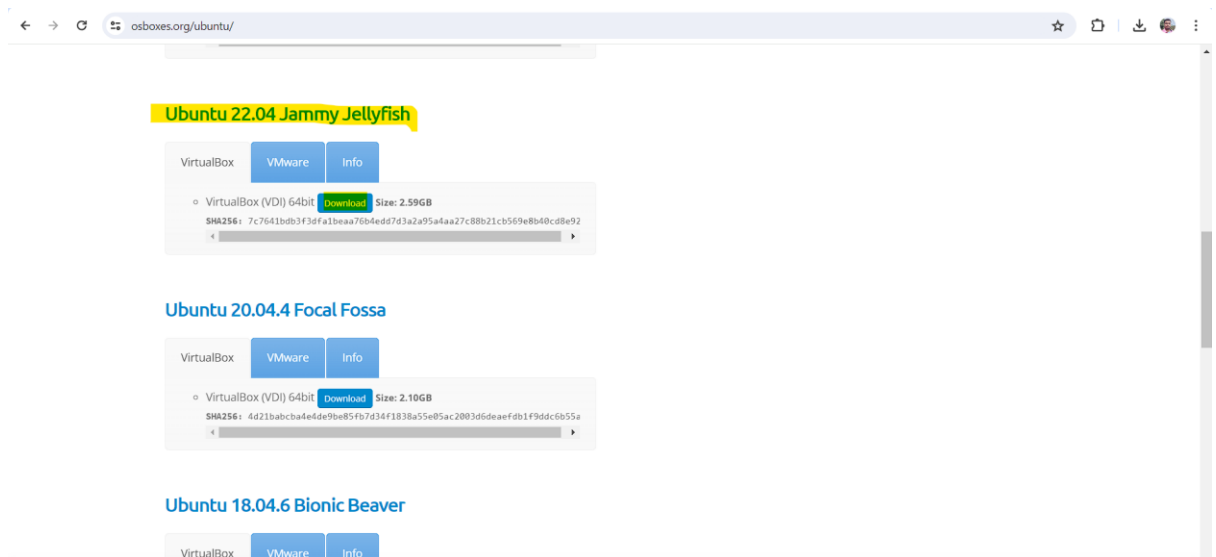 osboxes.org/ubuntu/
Ubuntu 22.04 Jammy Jellyfish
VirtualBox VMware Info
VirtualBox (VDI) 64bit Download Size: 2.59GB
SHA256: 7c7641bdb3f3dfa1beaa76b4edd7d3a2a95a4aa27c88b21cb569e8b40cd8e92
Ubuntu 20.04.4 Focal Fossa
VirtualBox VMware Info
VirtualBox (VDI) 64bit Download Size: 2.10GB
SHA256: 4d21babcba4e4de9be85fb7d34f1838a55e05ac2003d6deaefdb1f9ddc6b55a
Ubuntu 18.04.6 Bionic Beaver
VirtualBox VMware Info